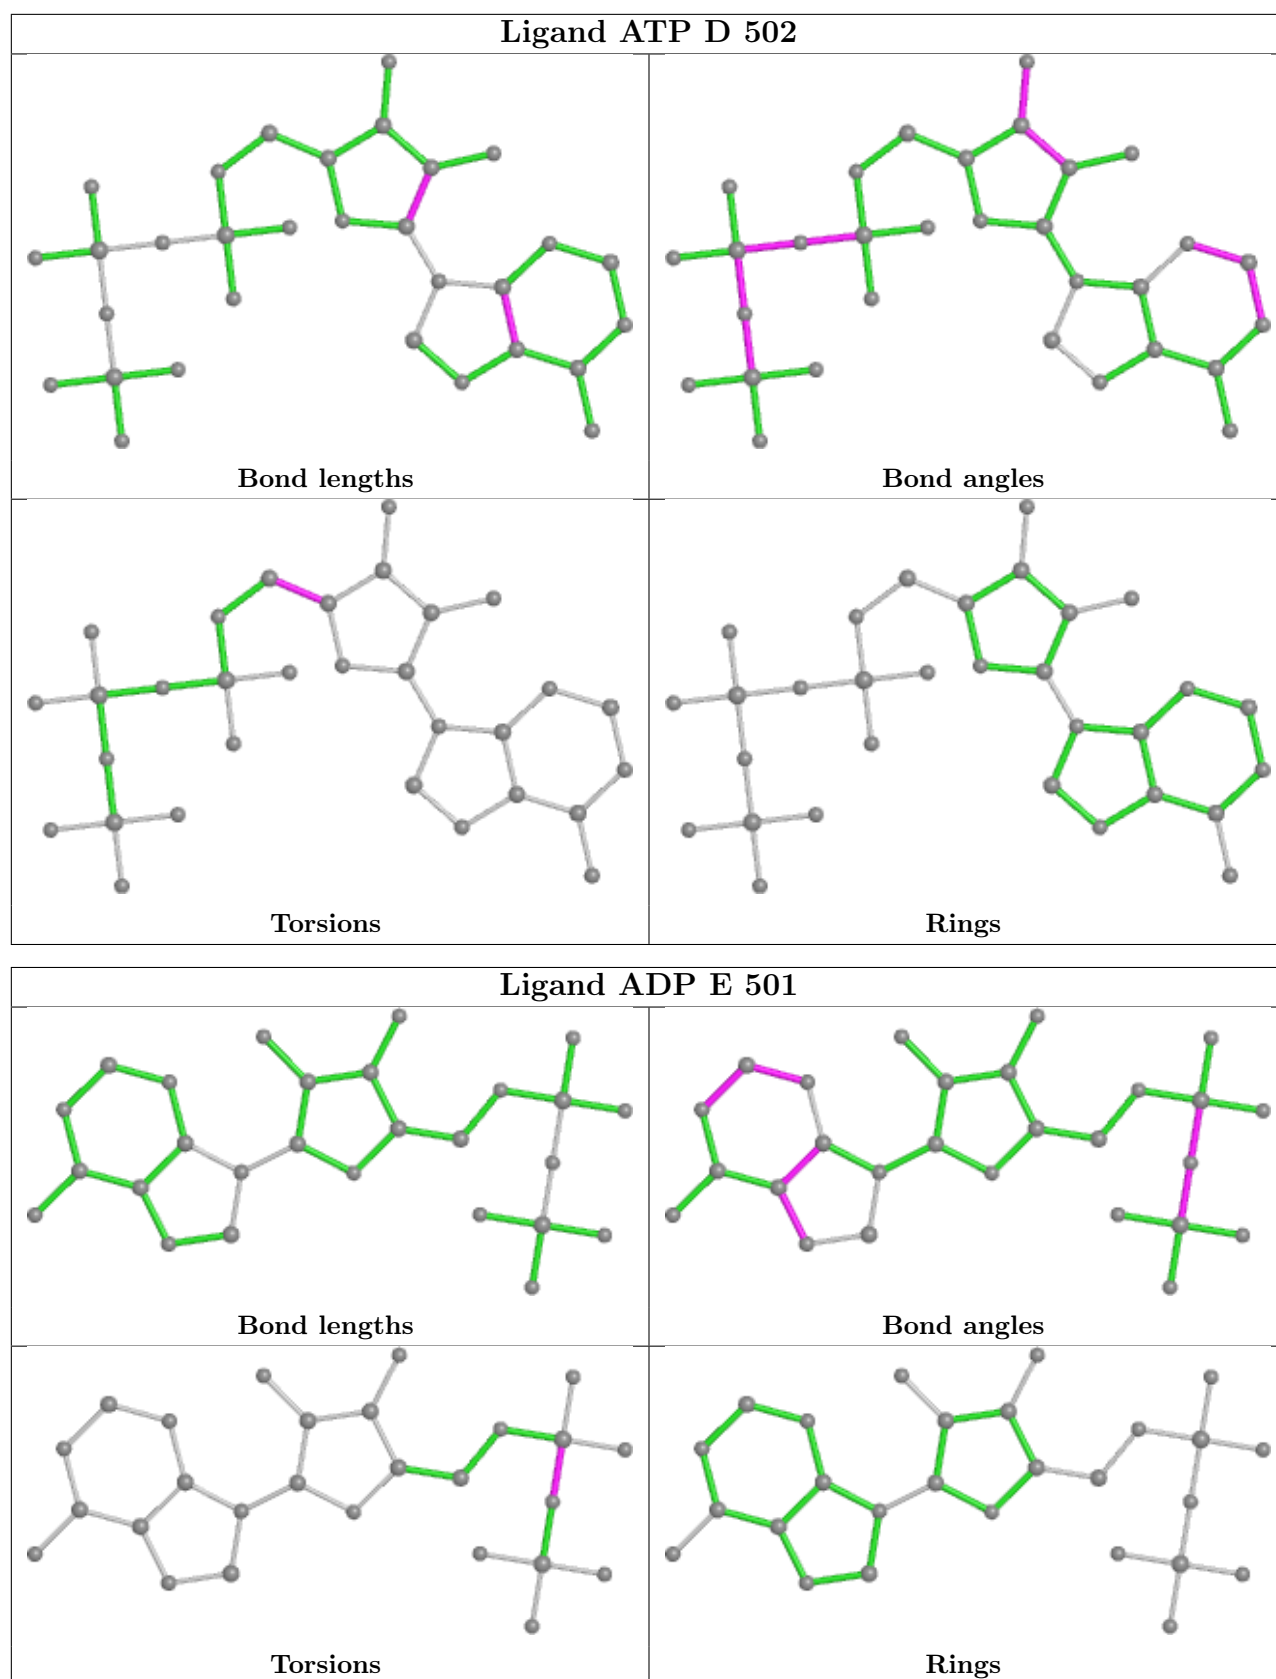 Ligand ATP D 502
Bond lengths
Bond angles
Torsions
Rings
Ligand ADP E 501
Bond lengths
Bond angles
Torsions
Rings